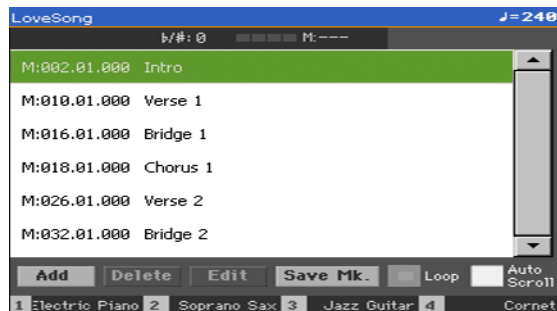 LoveSong ♩=240
♭/#: 0 M:---
M:002.01.000 Intro
M:010.01.000 Verse 1
M:016.01.000 Bridge 1
M:018.01.000 Chorus 1
M:026.01.000 Verse 2
M:032.01.000 Bridge 2
Add Delete Edit Save Mk. Loop Auto Scroll
1 Electric Piano 2 Soprano Sax 3 Jazz Guitar 4 Cornet